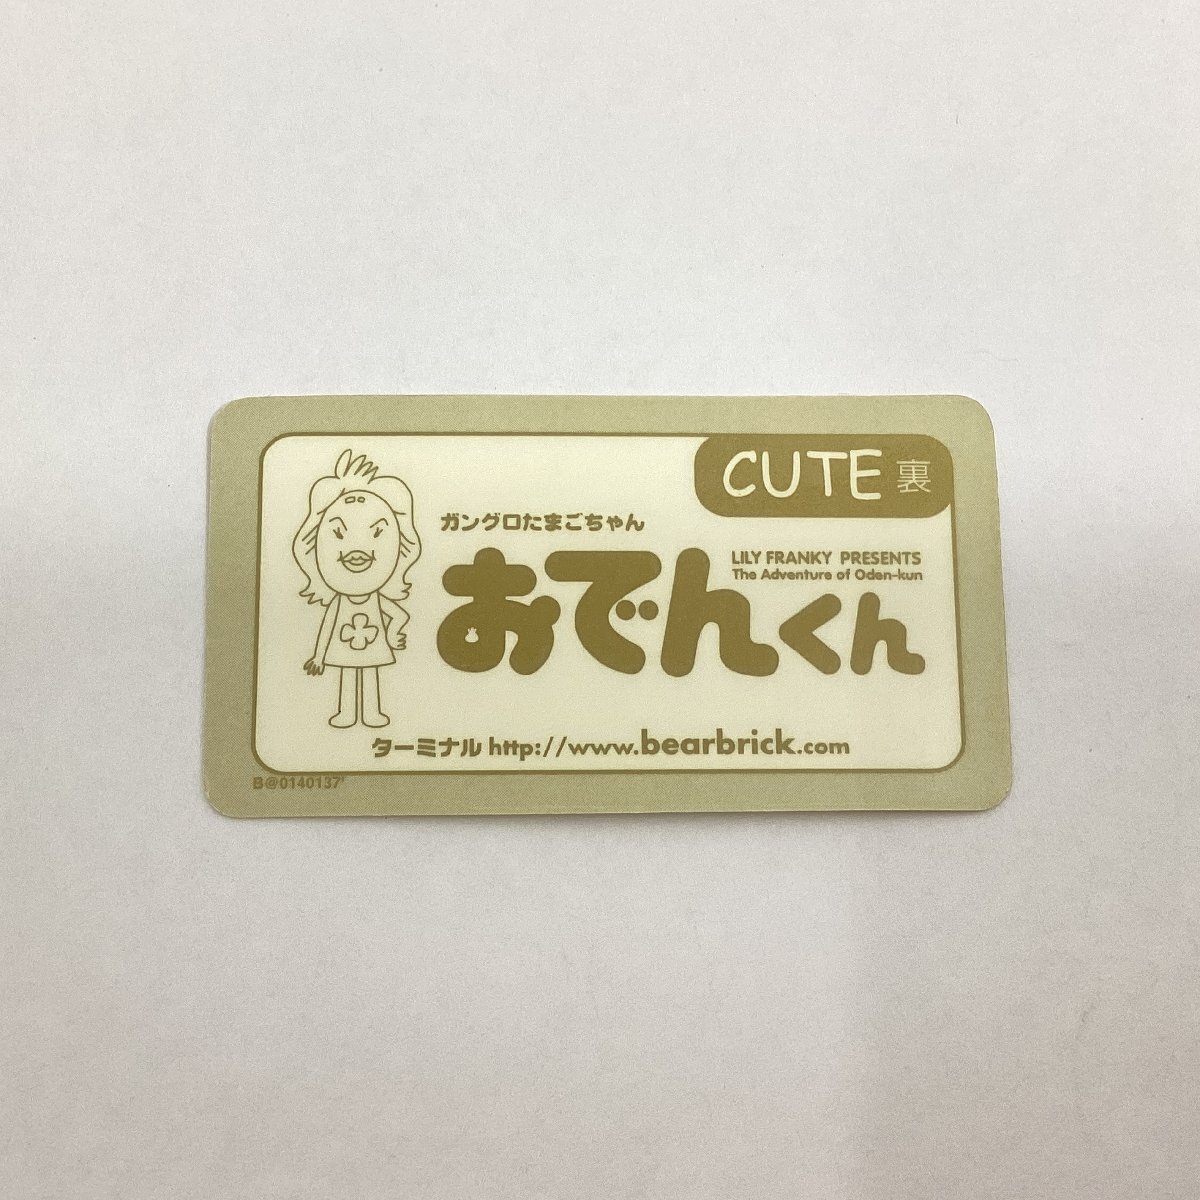 CUTE 裏
ガングロたまごちゃん
LILY FRANKY PRESENTS
The Adventure of Oden-kun
おでんくん
ターミナル http://www.bearbrick.com
B@0140137'